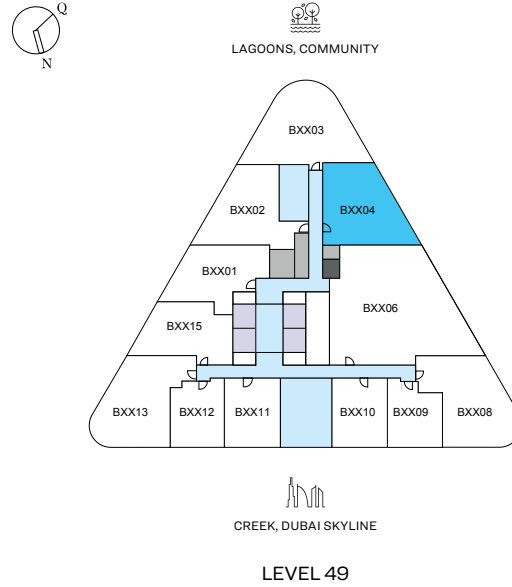 Q
N
LAGOONS, COMMUNITY
BXX03
BXX02
BXX04
BXX01
BXX06
BXX15
BXX13
BXX12
BXX11
BXX10
BXX09
BXX08
CREEK, DUBAI SKYLINE
LEVEL 49